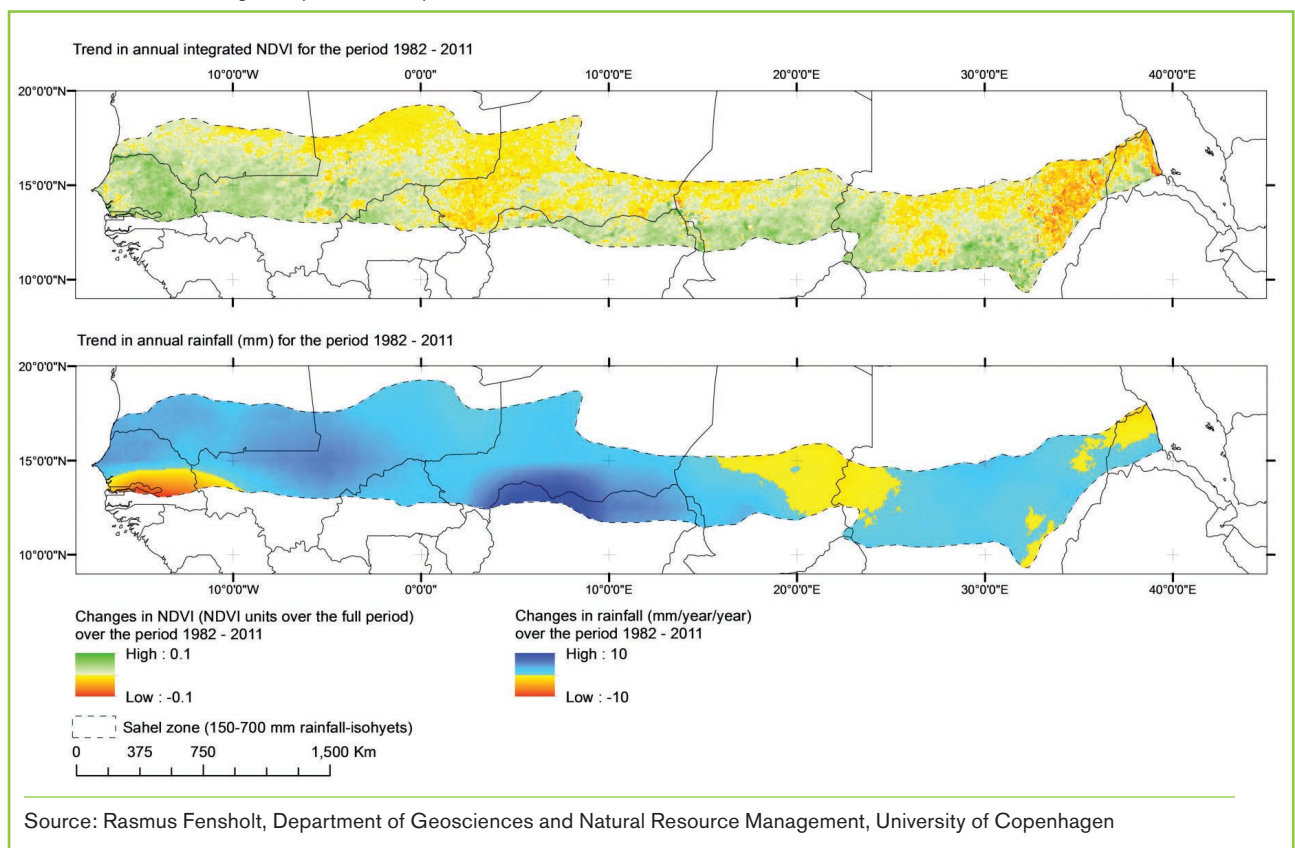 Trend in annual integrated NDVI for the period 1982 - 2011
10°0'0"W 0°0'0" 10°0'0"E 20°0'0"E 30°0'0"E 40°0'0"E
20°0'0"N
15°0'0"N
10°0'0"N
Trend in annual rainfall (mm) for the period 1982 - 2011
20°0'0"N
15°0'0"N
10°0'0"N
10°0'0"W 0°0'0" 10°0'0"E 20°0'0"E 30°0'0"E 40°0'0"E
Changes in NDVI (NDVI units over the full period)
over the period 1982 - 2011
High : 0.1
Low : -0.1
Changes in rainfall (mm/year/year)
over the period 1982 - 2011
High : 10
Low : -10
Sahel zone (150-700 mm rainfall-isohyets)
0 375 750 1,500 Km
Source: Rasmus Fensholt, Department of Geosciences and Natural Resource Management, University of Copenhagen